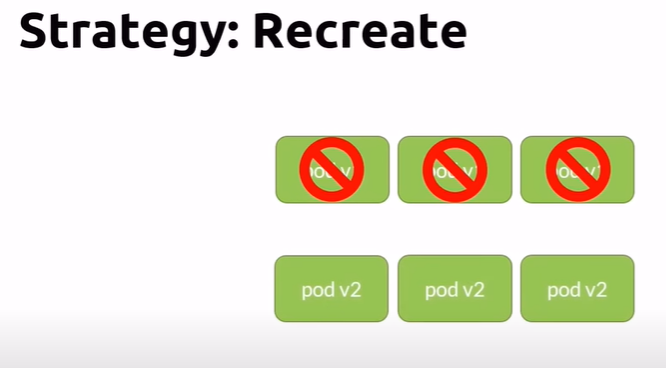 Strategy: Recreate
pod v2 pod v2 pod v2